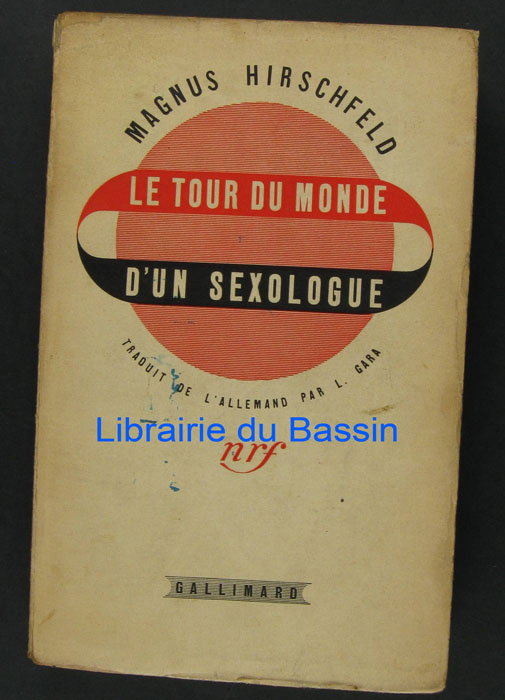 MAGNUS HIRSCHFELD
LE TOUR DU MONDE
D'UN SEXOLOGUE
TRADUIT DE L'ALLEMAND PAR L. GARA
Librairie du Bassin
nrf
GALLIMARD